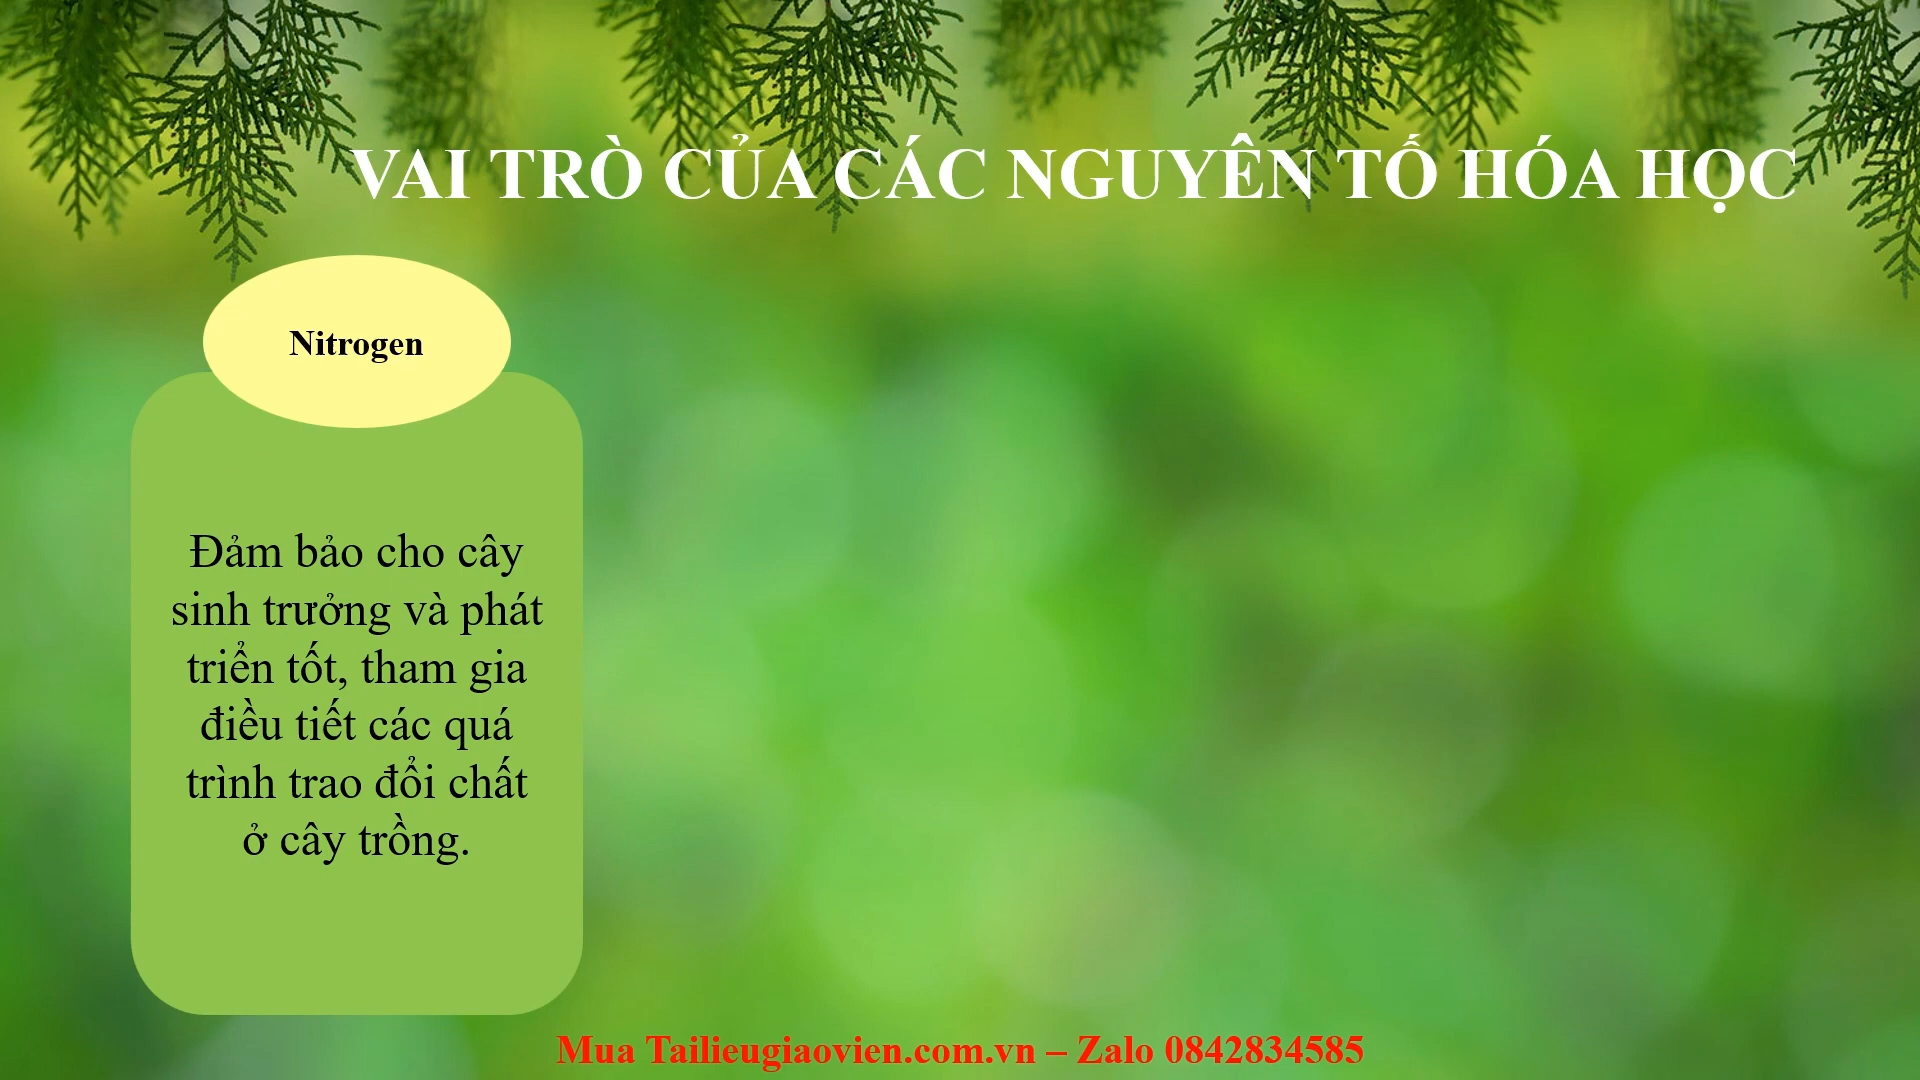 VAI TRÒ CỦA CÁC NGUYÊN TỐ HÓA HỌC
Nitrogen
Đảm bảo cho cây
sinh trưởng và phát
triển tốt, tham gia
điều tiết các quá
trình trao đổi chất
ở cây trồng.
Mua Tailieugiaovien.com.vn – Zalo 0842834585